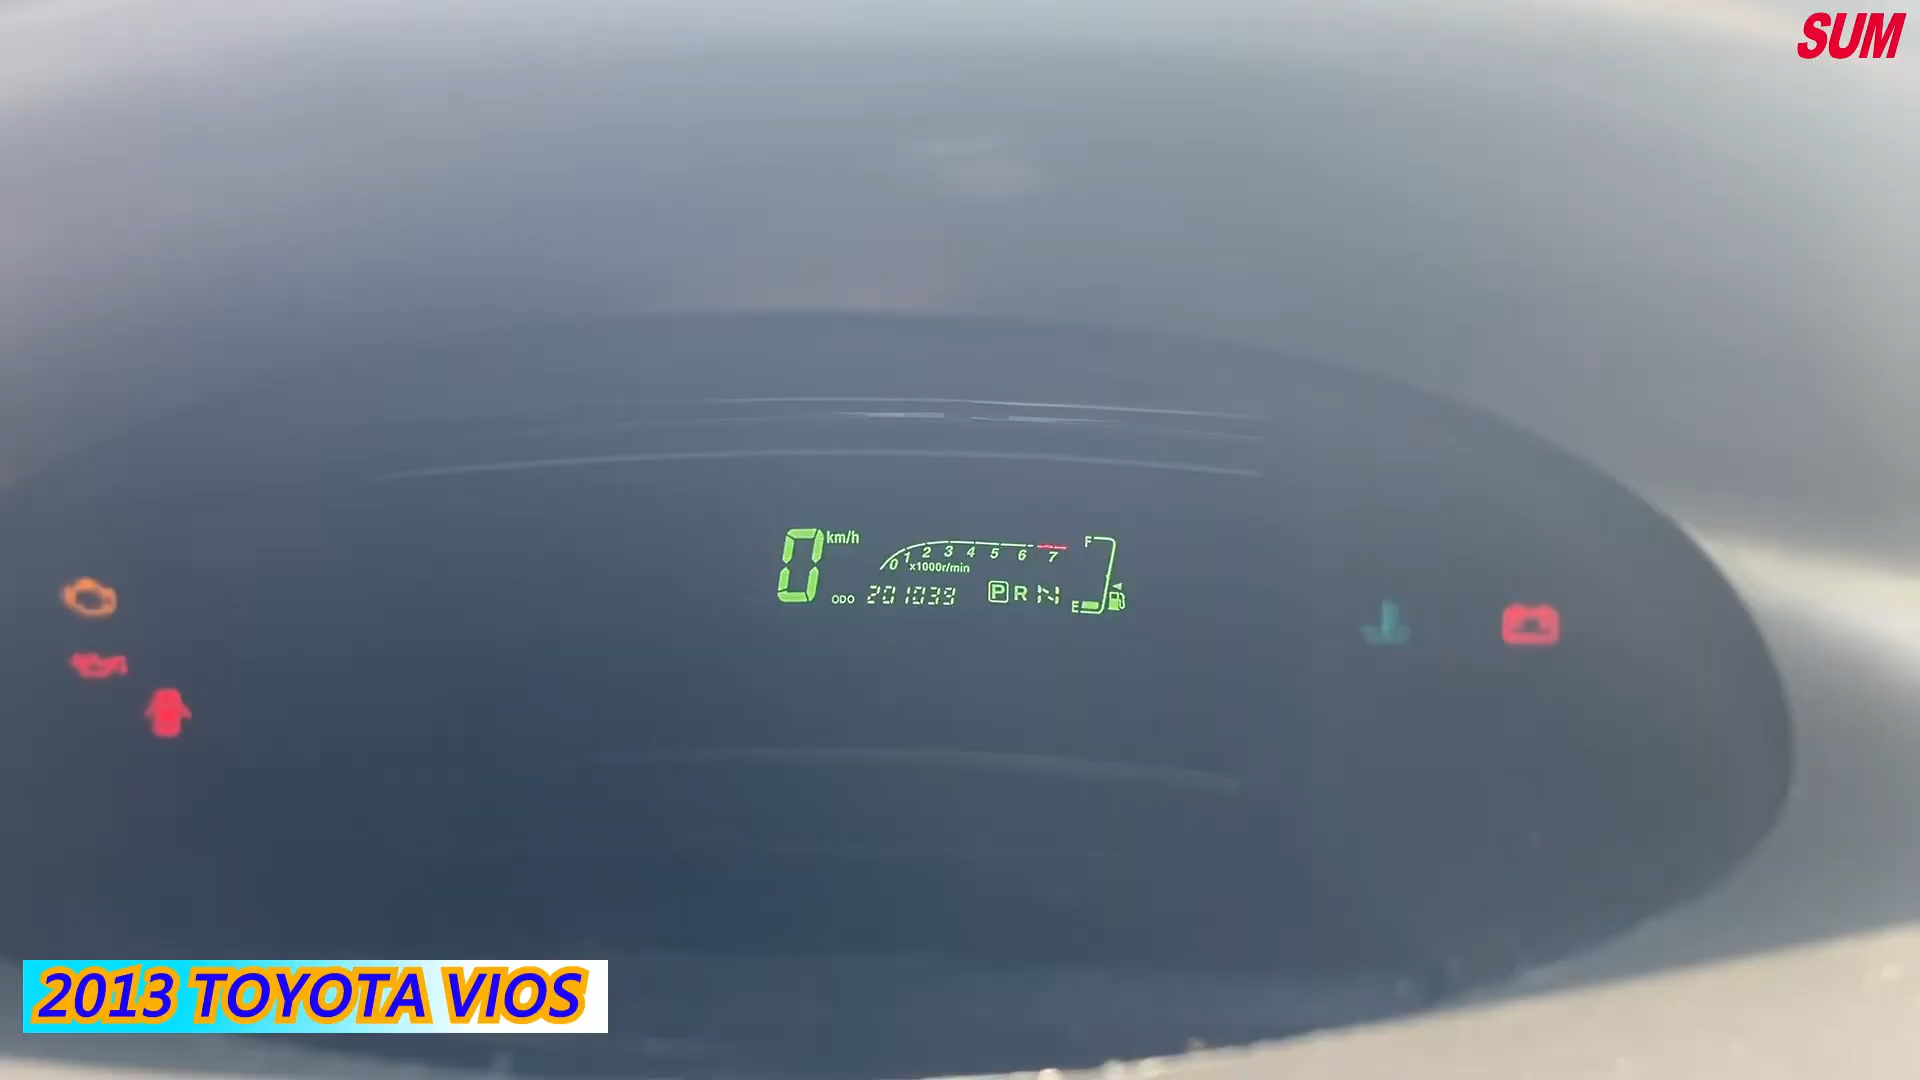 SUM
km/h
0
0 1 2 3 4 5 6 7
x1000r/min
ODO 201039
P R N
F
E
2013 TOYOTA VIOS